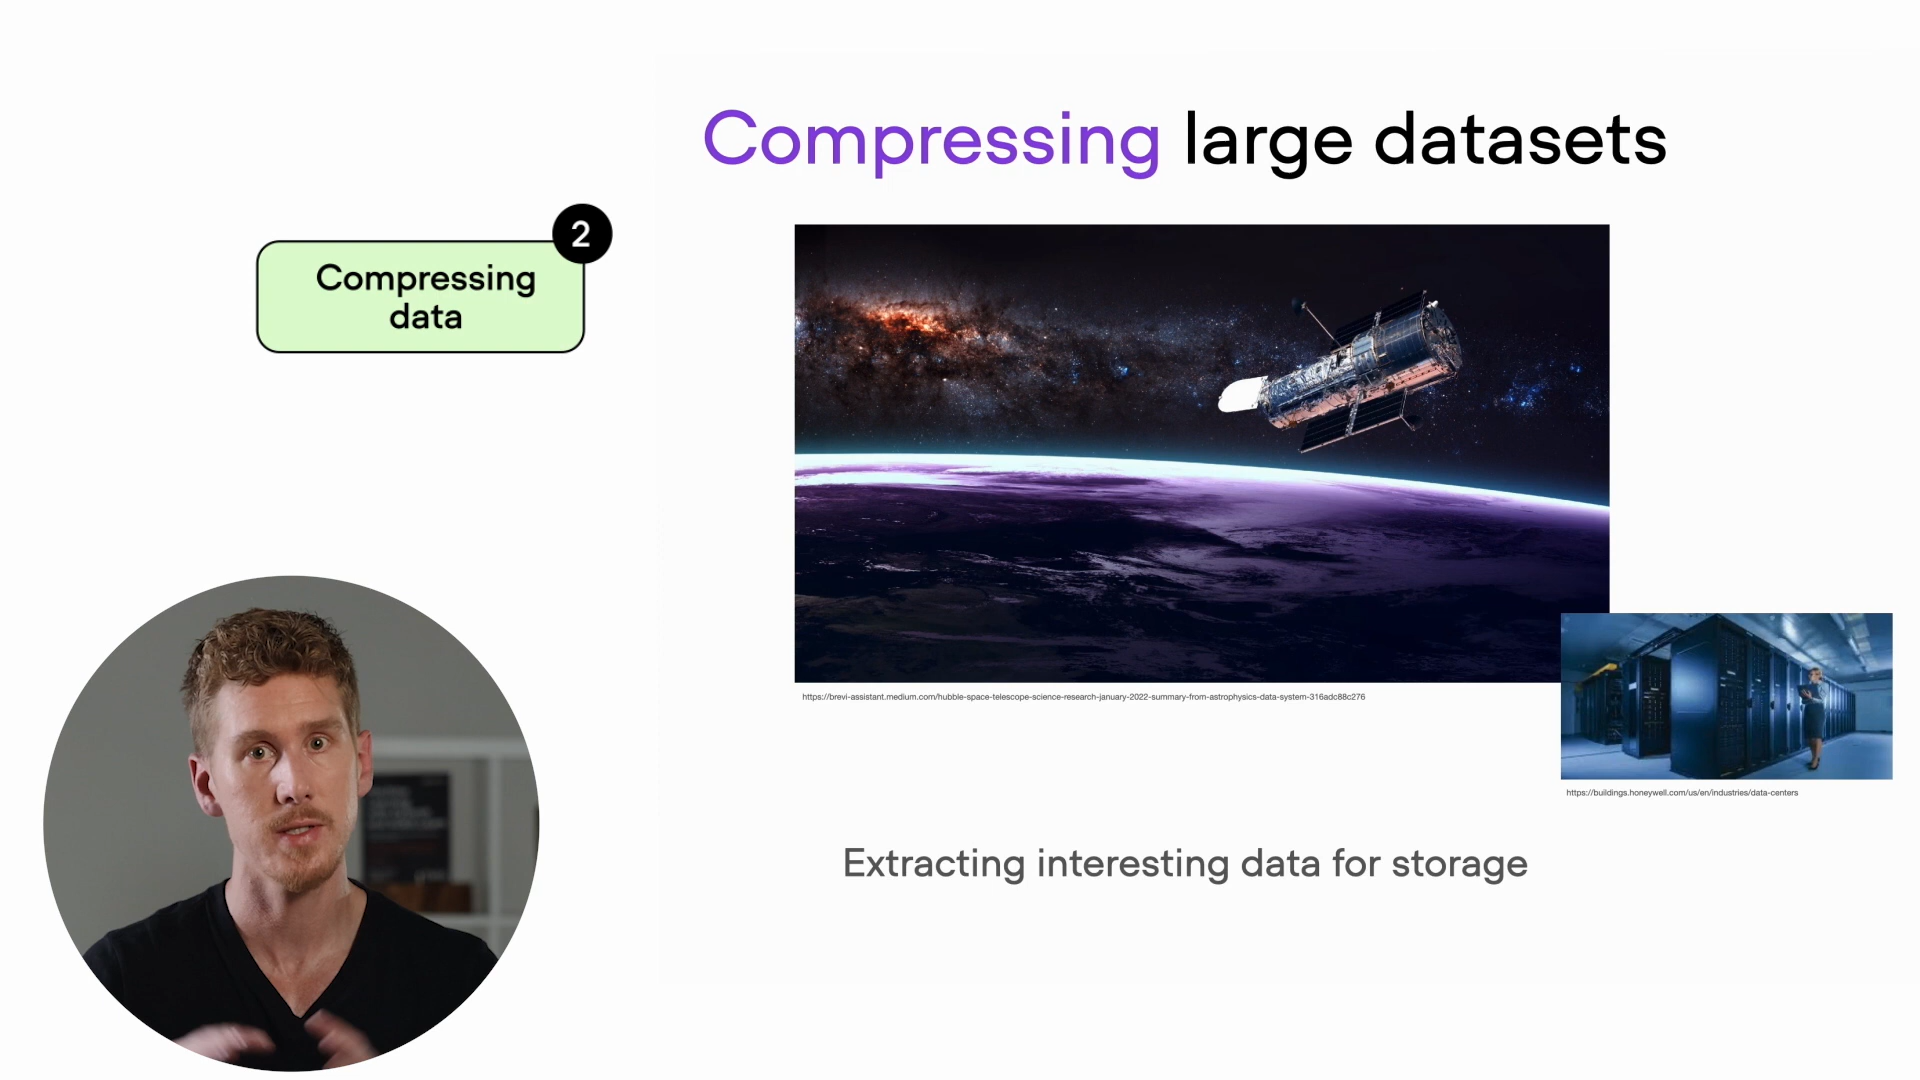 Compressing large datasets
2
Compressing
data
https://brevi-assistant.medium.com/hubble-space-telescope-science-research-january-2022-summary-from-astrophysics-data-system-316adc88c276
https://buildings.honeywell.com/us/en/industries/data-centers
Extracting interesting data for storage